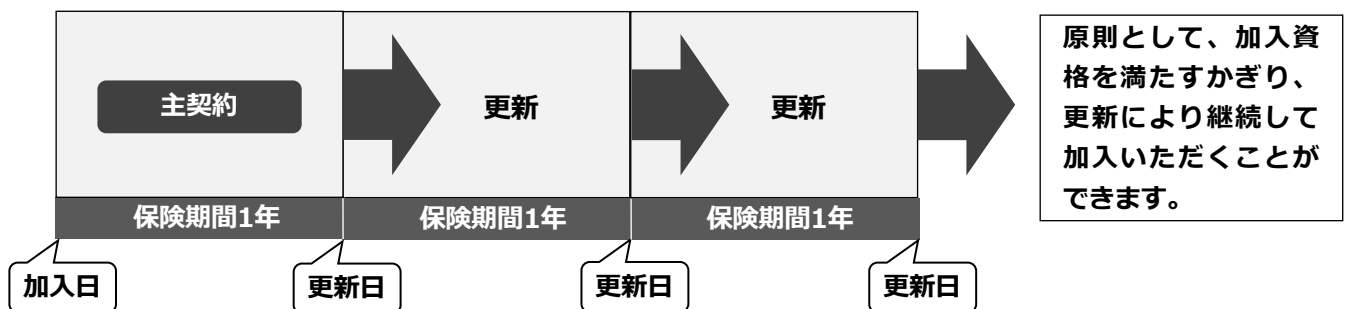 主契約
更新
更新
保険期間1年
保険期間1年
保険期間1年
加入日
更新日
更新日
更新日
原則として、加入資
格を満たすかぎり、
更新により継続して
加入いただくことが
できます。